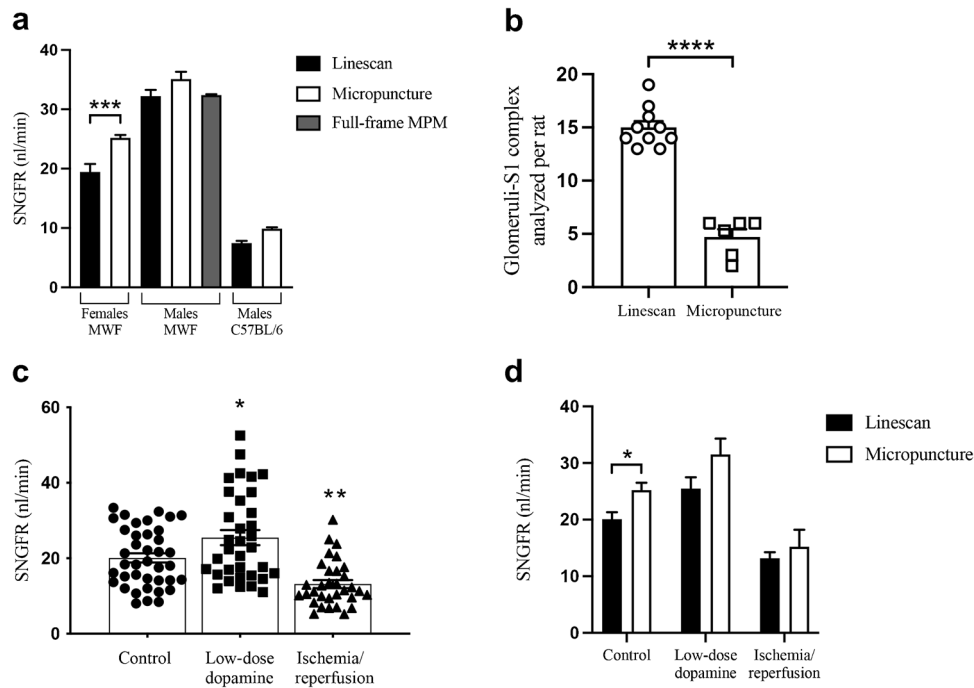 a
40
30
20
10
0
SNGFR (nl/min)
***
Linescan
Micropuncture
Full-frame MPM
Females
MWF
Males
MWF
Males
C57BL/6
b
****
20
15
10
5
0
Glomeruli-S1 complex
analyzed per rat
Linescan
Micropuncture
c
60
40
20
0
SNGFR (nl/min)
*
**
Control
Low-dose
dopamine
Ischemia/
reperfusion
d
40
30
20
10
0
SNGFR (nl/min)
*
Linescan
Micropuncture
Control
Low-dose
dopamine
Ischemia/
reperfusion